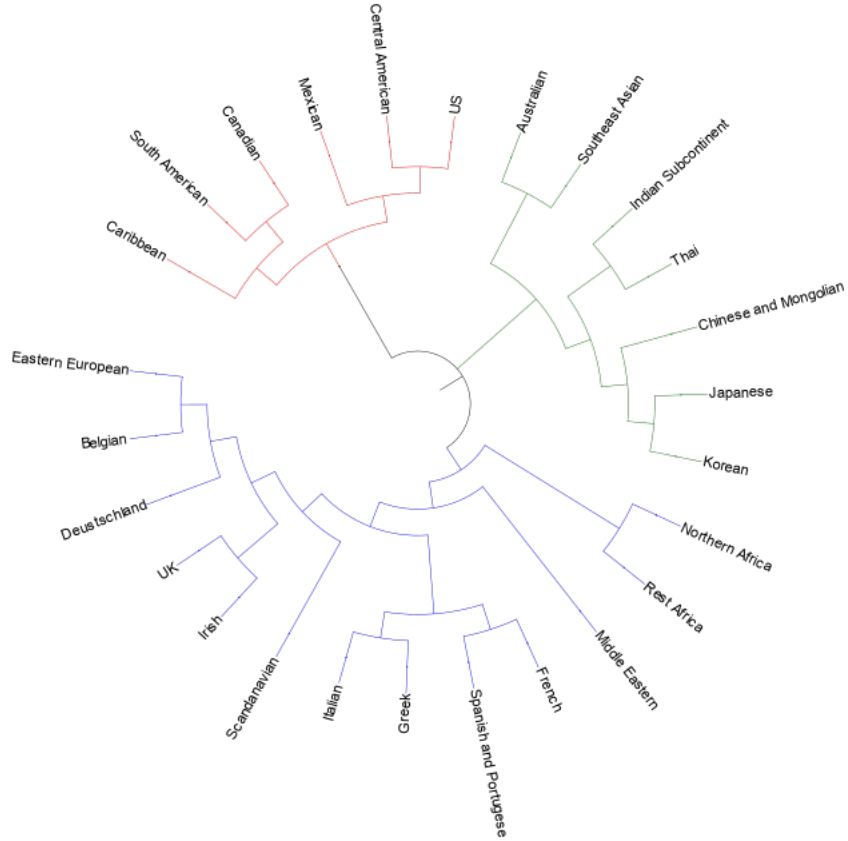 Central American
US
Mexican
Canadian
South American
Caribbean
Australian
Southeast Asian
Indian Subcontinent
Thai
Chinese and Mongolian
Japanese
Korean
Northern Africa
Rest Africa
Middle Eastern
French
Spanish and Portugese
Greek
Italian
Scandanavian
Irish
UK
Deustschland
Belgian
Eastern European